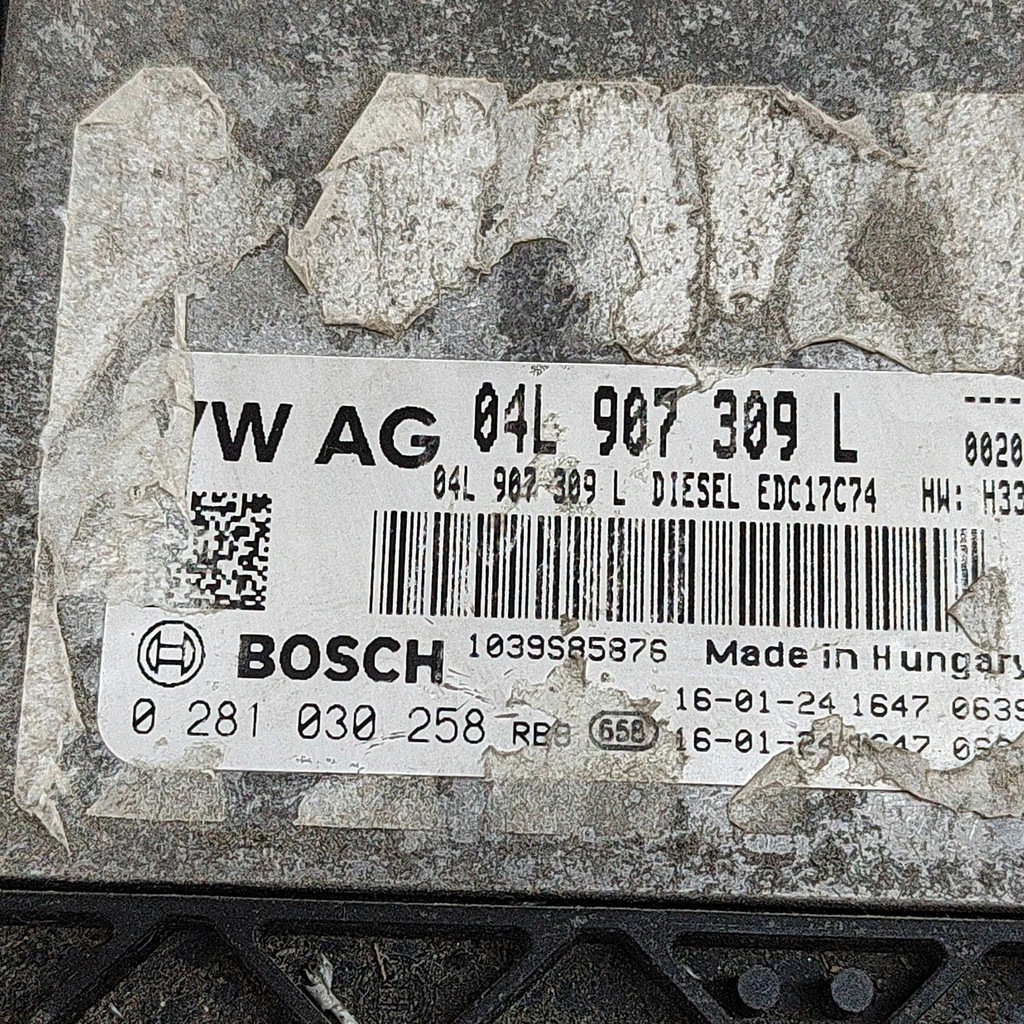 VW AG 04L 907 309 L ----
0020
04L 907 309 L DIESEL EDC17C74 HW: H33
BOSCH 1039S85876 Made in Hungary
16-01-24 1647 0639
0 281 030 258 RB8 658
16-01-24 1647